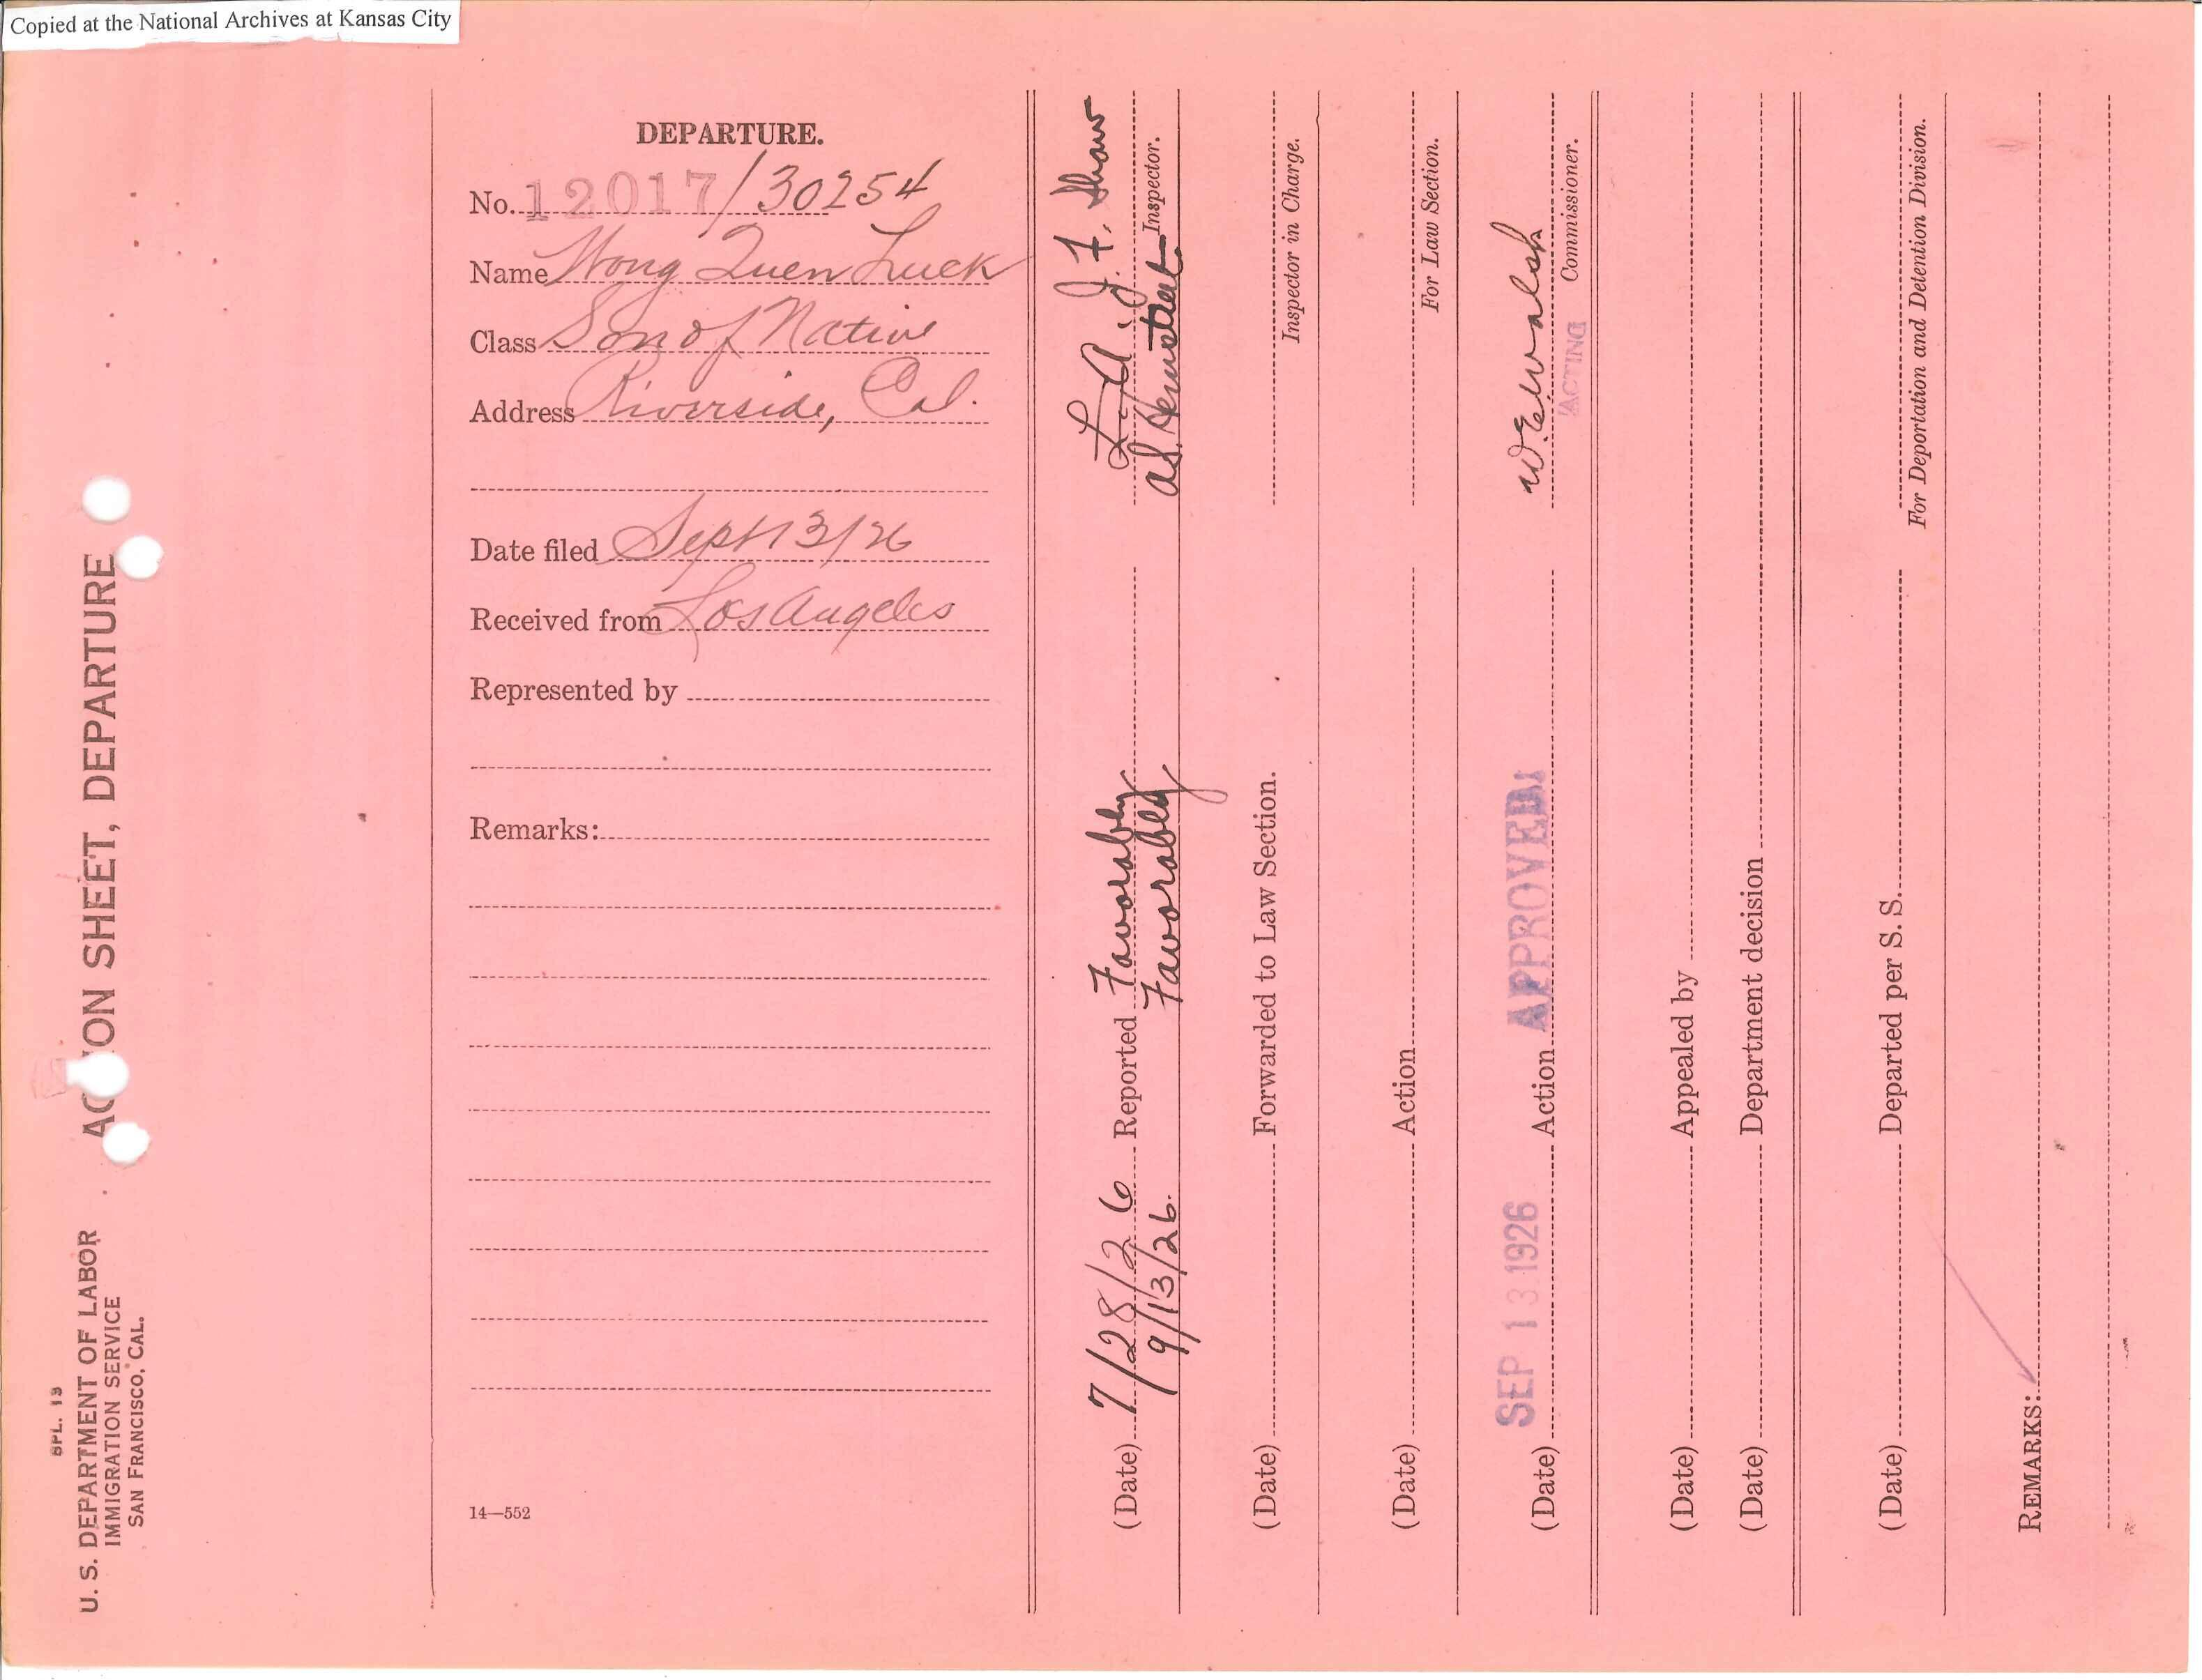 Copied at the National Archives at Kansas City
SPL. 13
U. S. DEPARTMENT OF LABOR
IMMIGRATION SERVICE
SAN FRANCISCO, CAL.
ACTION SHEET, DEPARTURE
DEPARTURE.
No. 12017/30254
Name Wong Quen Luck
Class Son of Native
Address Riverside, Cal.
Date filed Sept 13/26
Received from Los Angeles
Represented by
Remarks:
14—552
(Date) 7/28/26 Reported Favorably L.A. J. F. Shaw
9/13/26. Favorably Inspector.
(Date) Forwarded to Law Section.
Inspector in Charge.
(Date) Action
For Law Section.
(Date) SEP 13 1926 Action APPROVED: W.E. Walsh
ACTING Commissioner.
(Date) Appealed by
(Date) Department decision
(Date) Departed per S. S.
For Deportation and Detention Division.
REMARKS: